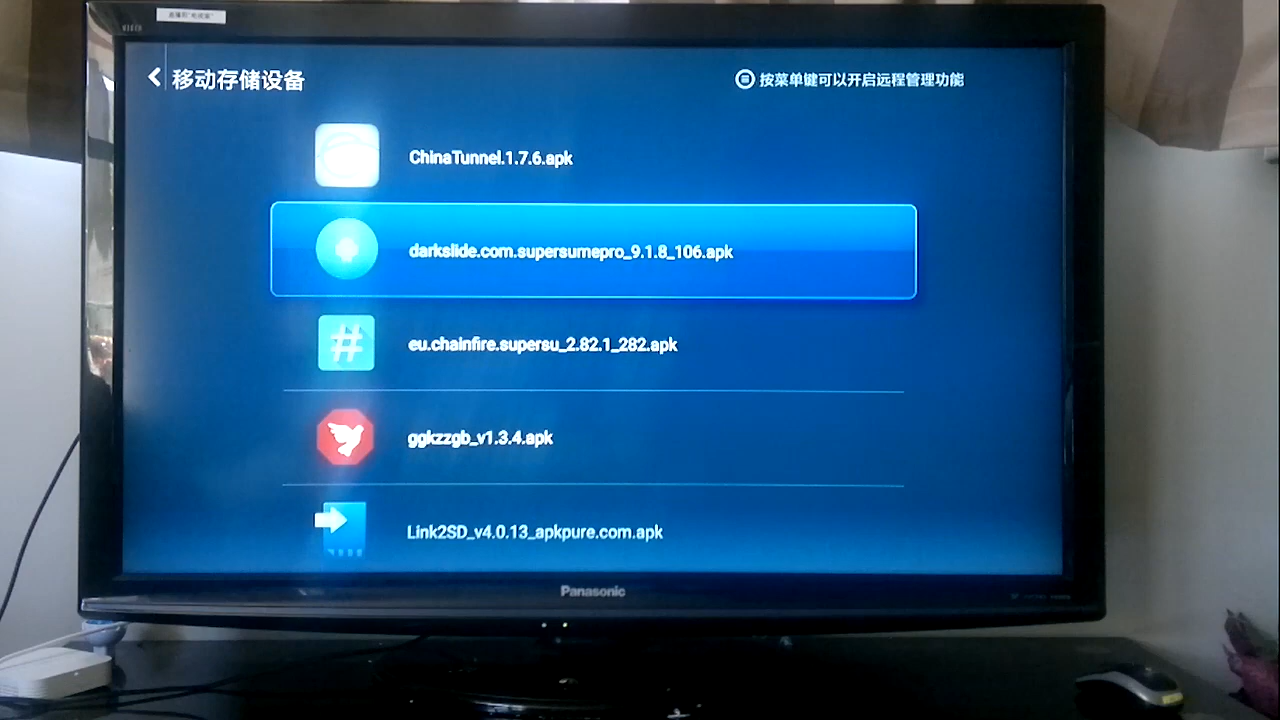 移动存储设备
按菜单键可以开启远程管理功能
ChinaTunnel.1.7.6.apk
darkslide.com.supersumepro_9.1.8_106.apk
eu.chainfire.supersu_2.82.1_282.apk
ggkzzgb_v1.3.4.apk
Link2SD_v4.0.13_apkpure.com.apk
Panasonic